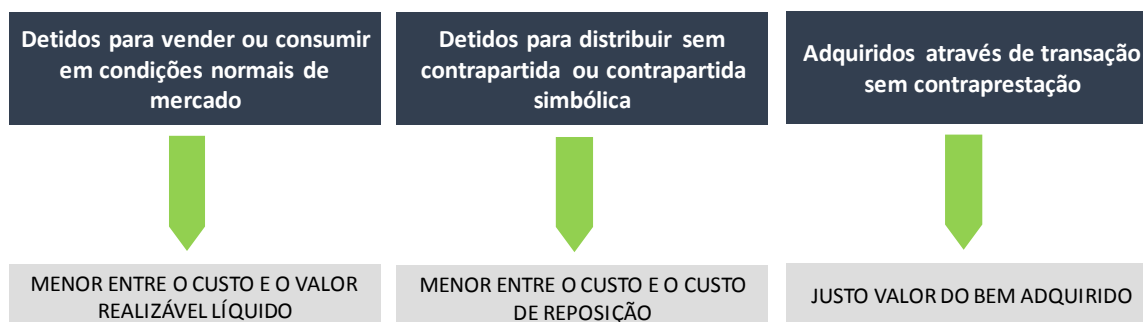 Detidos para vender ou consumir
em condições normais de
mercado
Detidos para distribuir sem
contrapartida ou contrapartida
simbólica
Adquiridos através de transação
sem contraprestação
MENOR ENTRE O CUSTO E O VALOR
REALIZÁVEL LÍQUIDO
MENOR ENTRE O CUSTO E O CUSTO
DE REPOSIÇÃO
JUSTO VALOR DO BEM ADQUIRIDO